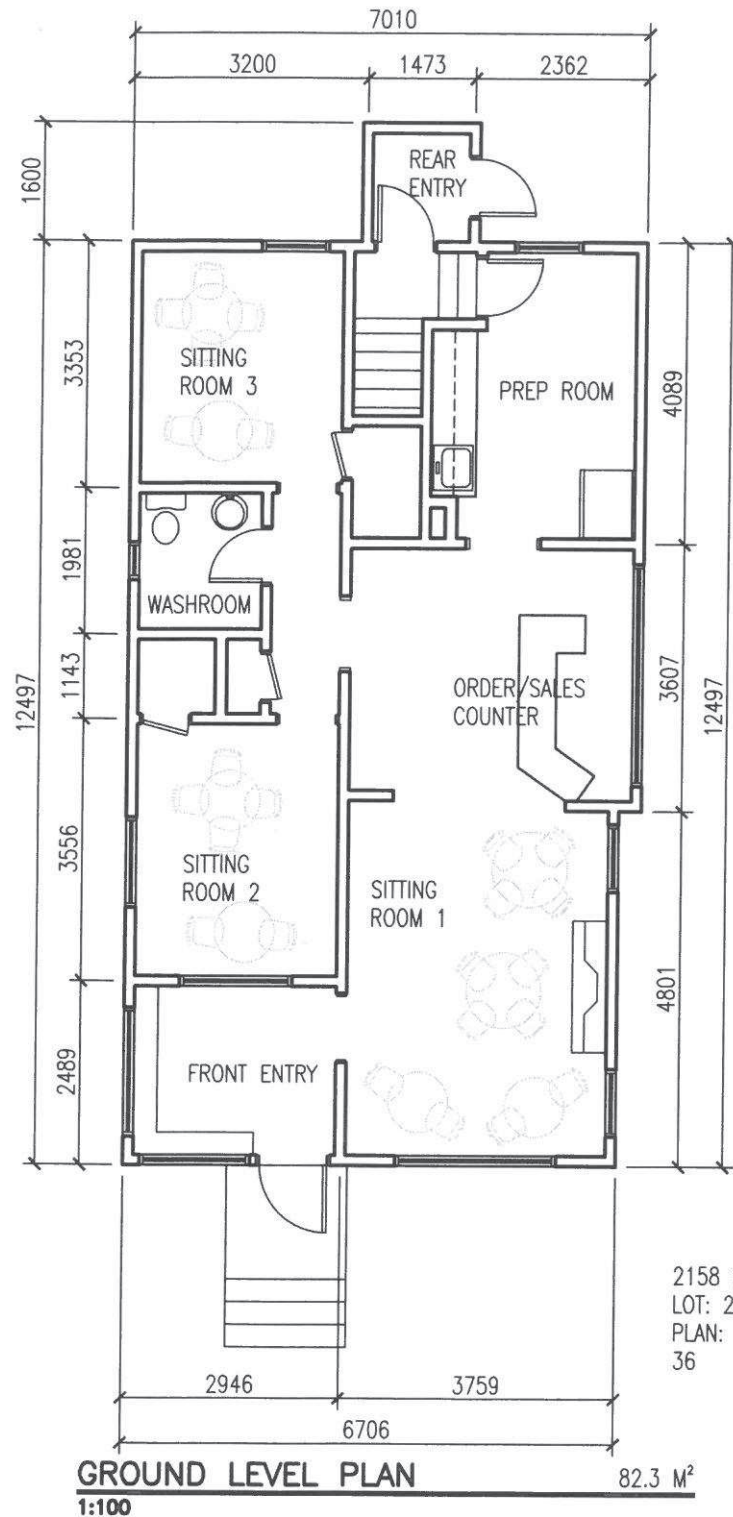 7010
3200
1473
2362
1600
REAR
ENTRY
3353
SITTING
ROOM 3
PREP ROOM
4089
1981
WASHROOM
1143
12497
ORDER/SALES
COUNTER
3607
12497
3556
SITTING
ROOM 2
SITTING
ROOM 1
4801
2489
FRONT ENTRY
2158
LOT: 2
PLAN:
36
2946
3759
6706
GROUND LEVEL PLAN
82.3 M²
1:100